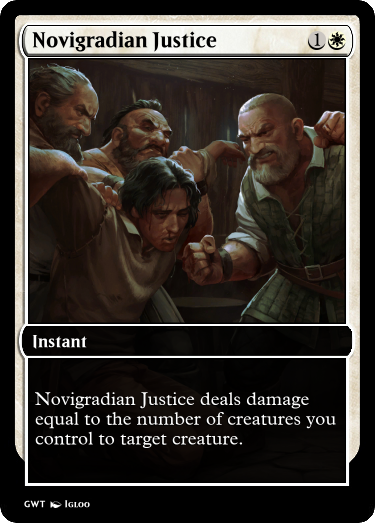 Novigradian Justice 1
Instant
Novigradian Justice deals damage
equal to the number of creatures you
control to target creature.
GWT Igloo